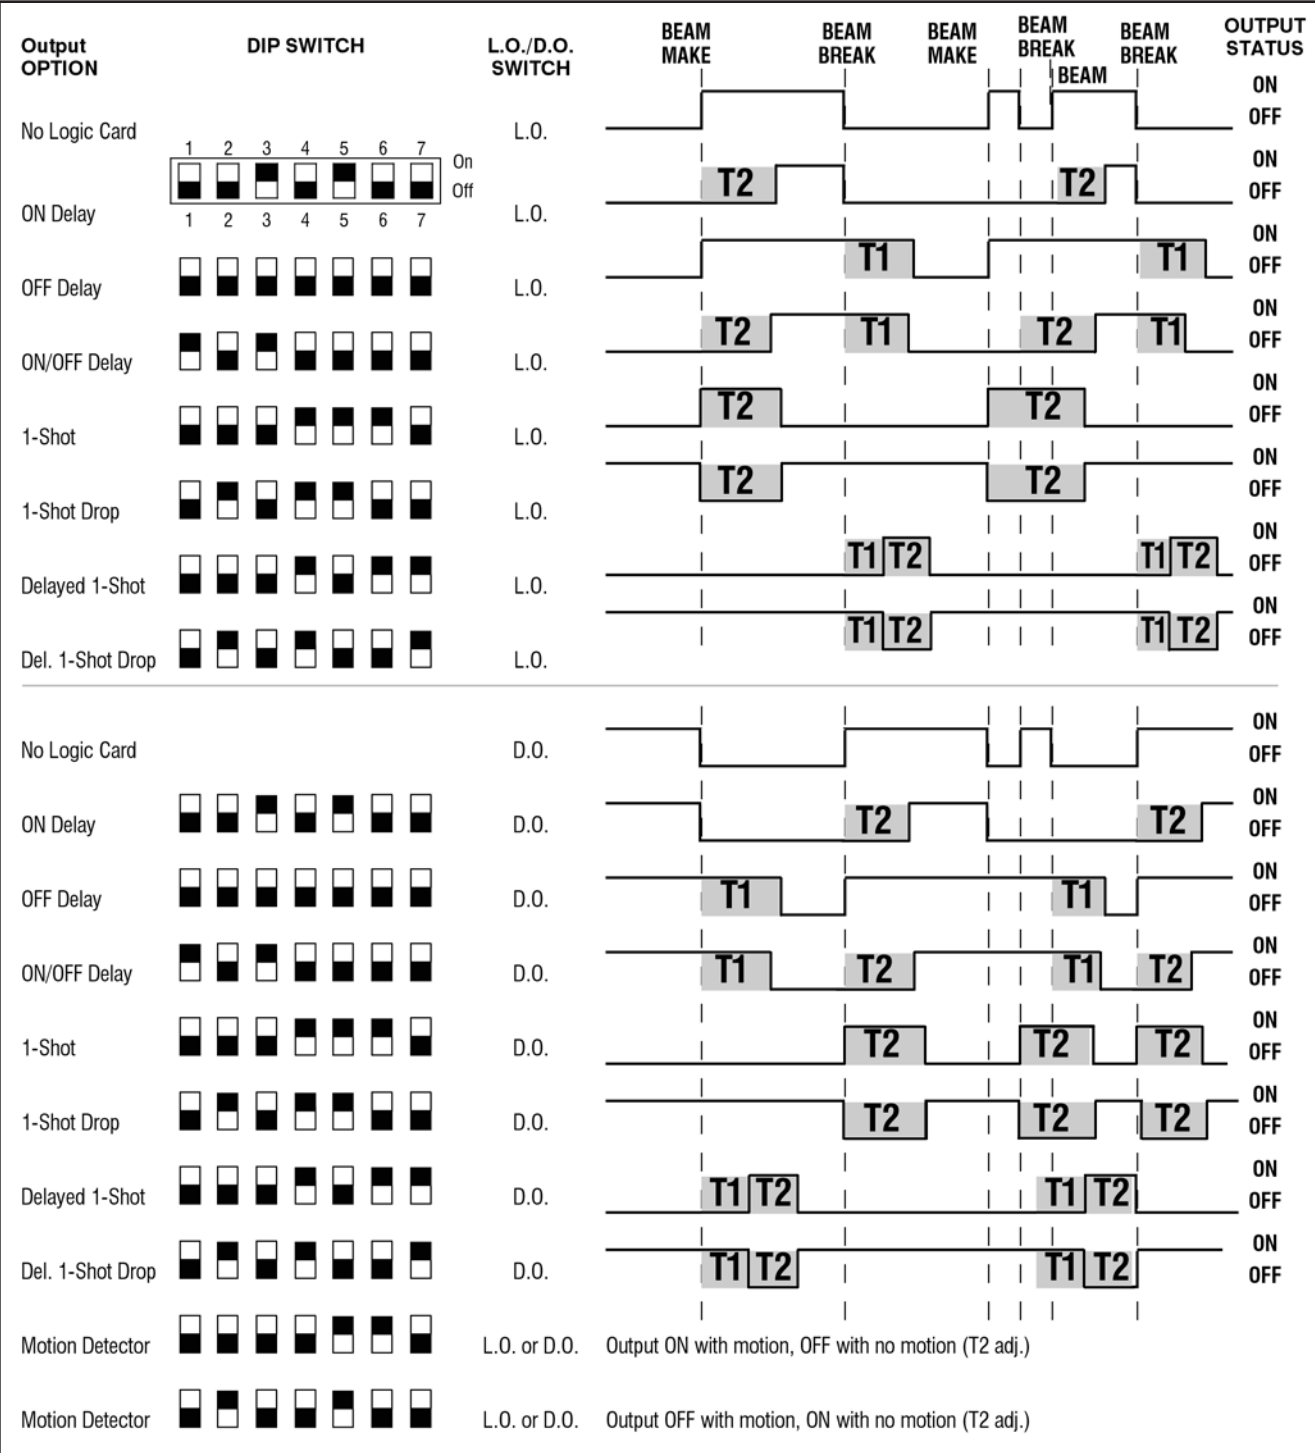 Output OPTION
DIP SWITCH
L.O./D.O. SWITCH
BEAM MAKE
BEAM BREAK
BEAM MAKE
BEAM BREAK
BEAM
BEAM BREAK
OUTPUT STATUS
No Logic Card L.O. ON OFF
1 2 3 4 5 6 7
On
Off
1 2 3 4 5 6 7
ON Delay L.O. T2 T2 ON OFF
OFF Delay L.O. T1 T1 ON OFF
ON/OFF Delay L.O. T2 T1 T2 T1 ON OFF
1-Shot L.O. T2 T2 ON OFF
1-Shot Drop L.O. T2 T2 ON OFF
Delayed 1-Shot L.O. T1 T2 T1 T2 ON OFF
Del. 1-Shot Drop L.O. T1 T2 T1 T2 ON OFF
No Logic Card D.O. ON OFF
ON Delay D.O. T2 T2 ON OFF
OFF Delay D.O. T1 T1 ON OFF
ON/OFF Delay D.O. T1 T2 T1 T2 ON OFF
1-Shot D.O. T2 T2 T2 ON OFF
1-Shot Drop D.O. T2 T2 T2 ON OFF
Delayed 1-Shot D.O. T1 T2 T1 T2 ON OFF
Del. 1-Shot Drop D.O. T1 T2 T1 T2 ON OFF
Motion Detector L.O. or D.O. Output ON with motion, OFF with no motion (T2 adj.)
Motion Detector L.O. or D.O. Output OFF with motion, ON with no motion (T2 adj.)